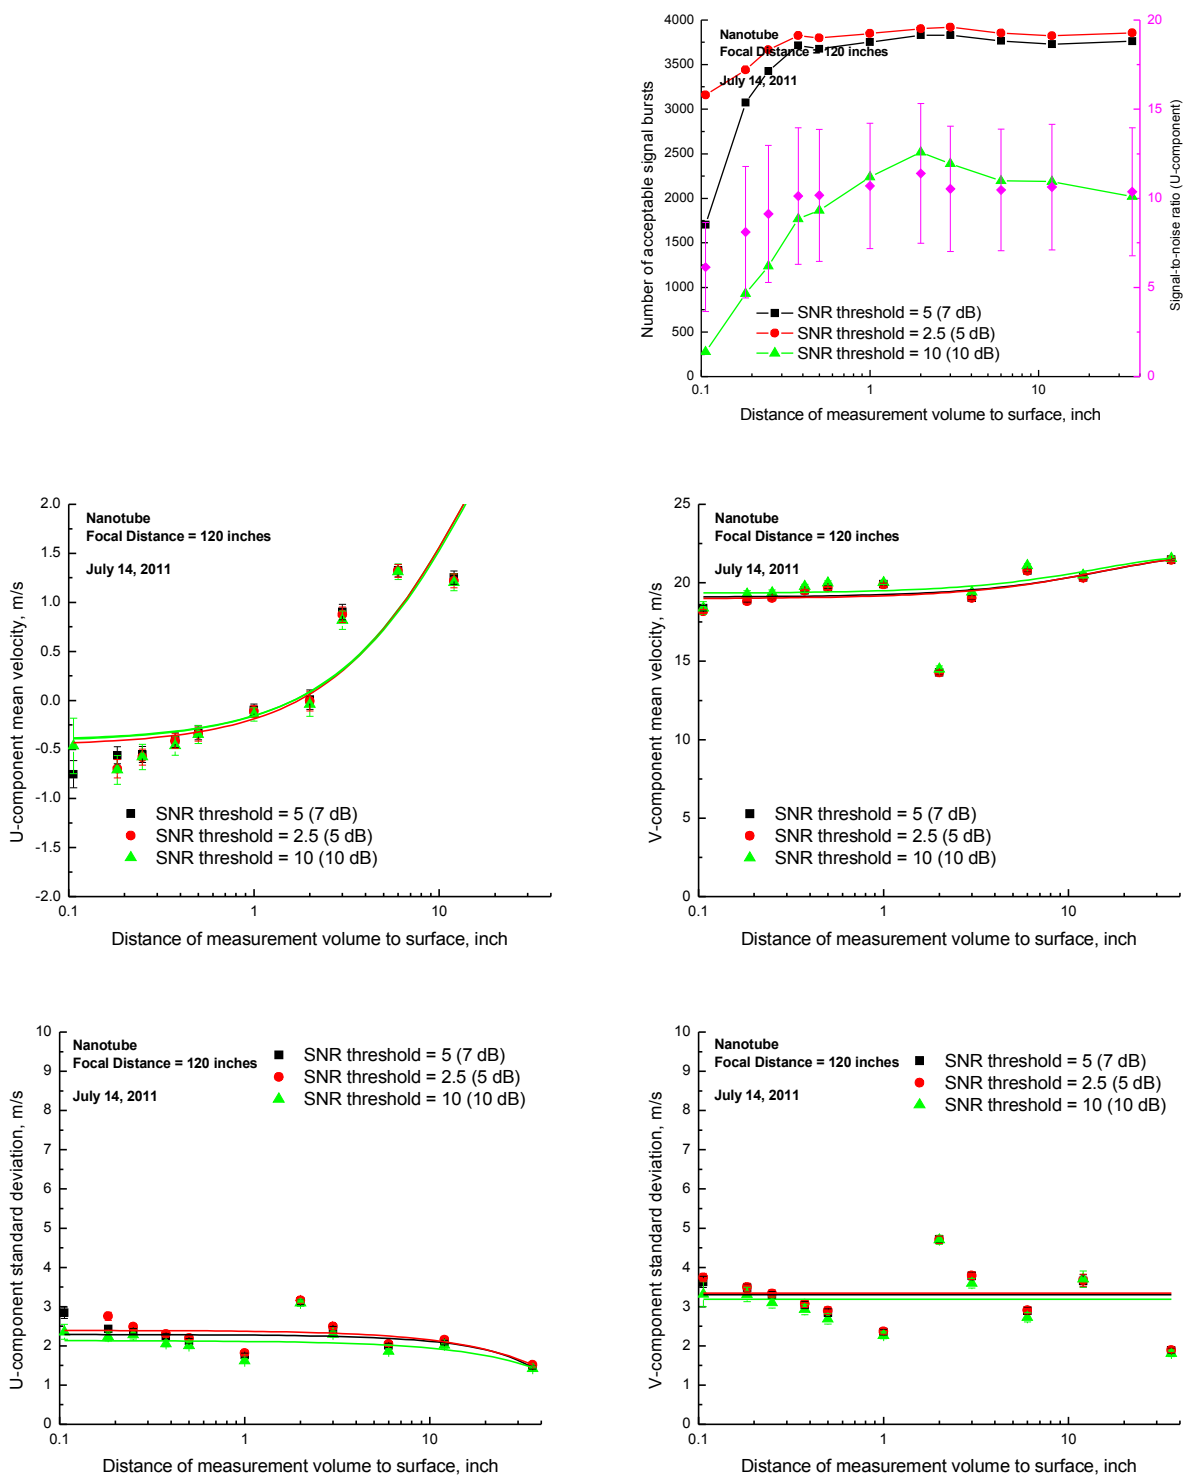 Number of acceptable signal bursts
4000
3500
3000
2500
2000
1500
1000
500
0
Nanotube
Focal Distance = 120 inches
July 14, 2011
SNR threshold = 5 (7 dB)
SNR threshold = 2.5 (5 dB)
SNR threshold = 10 (10 dB)
20
15
10
5
0
Signal-to-noise ratio (U-component)
0.1
1
10
Distance of measurement volume to surface, inch
U-component mean velocity, m/s
2.0
1.5
1.0
0.5
0.0
-0.5
-1.0
-1.5
-2.0
Nanotube
Focal Distance = 120 inches
July 14, 2011
SNR threshold = 5 (7 dB)
SNR threshold = 2.5 (5 dB)
SNR threshold = 10 (10 dB)
0.1
1
10
Distance of measurement volume to surface, inch
V-component mean velocity, m/s
25
20
15
10
5
0
Nanotube
Focal Distance = 120 inches
July 14, 2011
SNR threshold = 5 (7 dB)
SNR threshold = 2.5 (5 dB)
SNR threshold = 10 (10 dB)
0.1
1
10
Distance of measurement volume to surface, inch
U-component standard deviation, m/s
10
9
8
7
6
5
4
3
2
1
0
Nanotube
Focal Distance = 120 inches
July 14, 2011
SNR threshold = 5 (7 dB)
SNR threshold = 2.5 (5 dB)
SNR threshold = 10 (10 dB)
0.1
1
10
Distance of measurement volume to surface, inch
V-component standard deviation, m/s
10
9
8
7
6
5
4
3
2
1
0
Nanotube
Focal Distance = 120 inches
July 14, 2011
SNR threshold = 5 (7 dB)
SNR threshold = 2.5 (5 dB)
SNR threshold = 10 (10 dB)
0.1
1
10
Distance of measurement volume to surface, inch